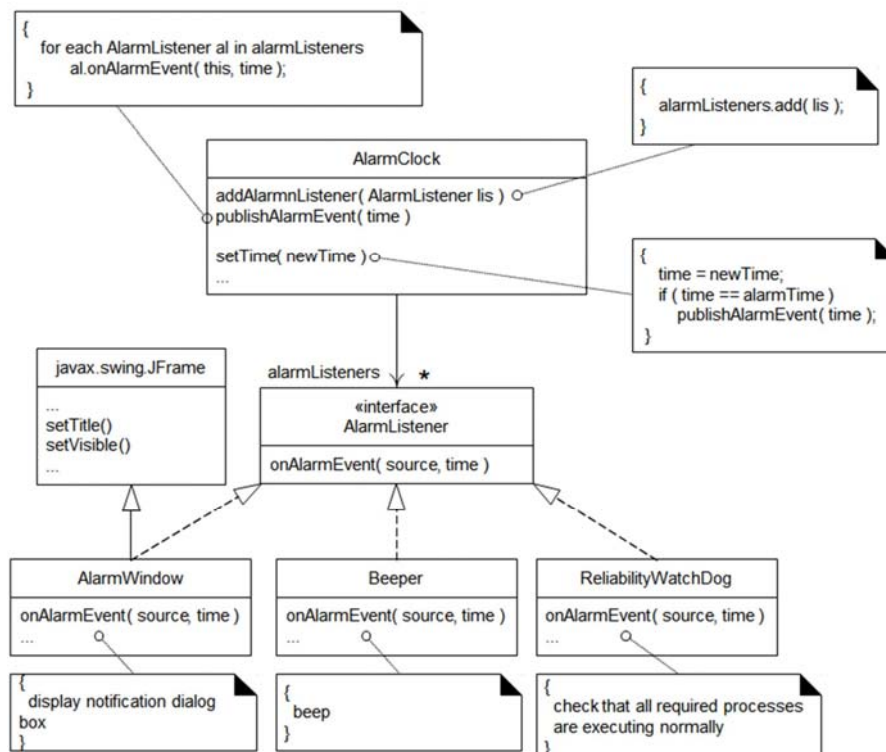 {
for each AlarmListener al in alarmListeners
al.onAlarmEvent( this, time );
}
{
alarmListeners.add( lis );
}
AlarmClock
addAlarmnListener( AlarmListener lis )
publishAlarmEvent( time )
setTime( newTime )
...
{
time = newTime;
if ( time == alarmTime )
publishAlarmEvent( time );
}
javax.swing.JFrame
...
setTitle()
setVisible()
...
alarmListeners
*
«interface»
AlarmListener
onAlarmEvent( source, time )
AlarmWindow
onAlarmEvent( source, time )
...
Beeper
onAlarmEvent( source, time )
...
ReliabilityWatchDog
onAlarmEvent( source, time )
...
{
display notification dialog
box
}
{
beep
}
{
check that all required processes
are executing normally
}